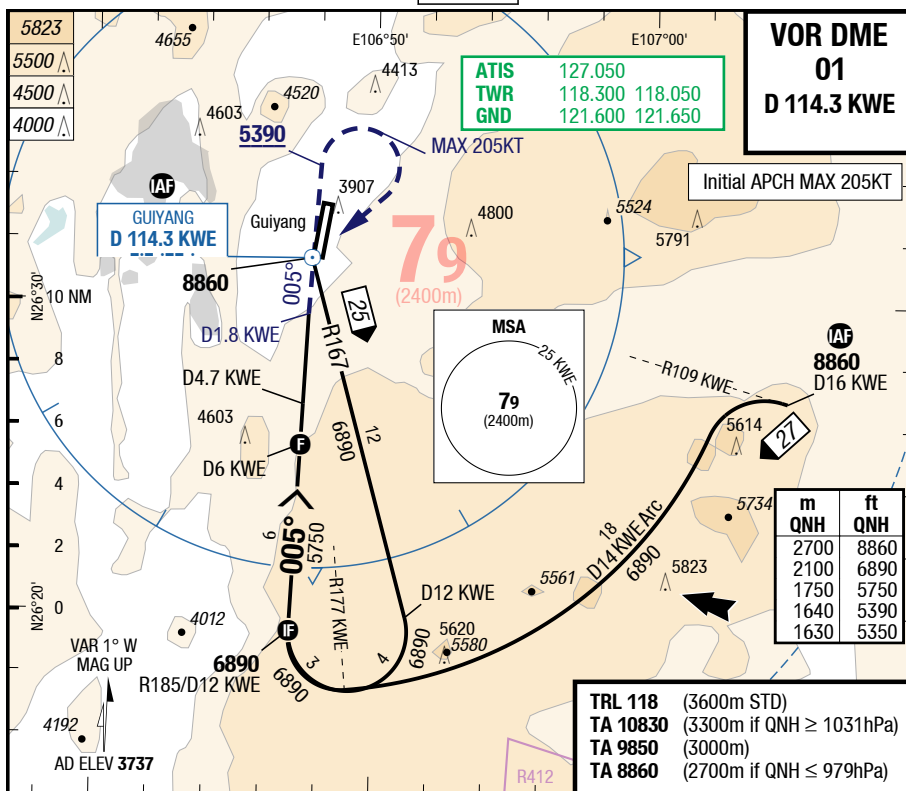 5823
5500
4500
4000
4655
E106°50'
E107°00'
VOR DME
01
D 114.3 KWE
ATIS 127.050
TWR 118.300 118.050
GND 121.600 121.650
4413
4520
4603
5390
MAX 205KT
Initial APCH MAX 205KT
IAF
3907
GUIYANG
D 114.3 KWE
Guiyang
4800
5524
5791
79
(2400m)
8860
005°
N26°30'
10 NM
25
D1.8 KWE
R167
MSA
25 KWE
79
(2400m)
IAF
8860
D16 KWE
R109 KWE
8
D4.7 KWE
6
4603
12
6890
5614
27
D6 KWE
F
4
5734
m ft
QNH QNH
2700 8860
2100 6890
1750 5750
1640 5390
1630 5350
9
005°
5750
18
D14 KWE Arc
6890
2
R177 KWE
5561
5823
D12 KWE
N26°20'
0
4012
IF
6890
R185/D12 KWE
5620
5580
6890
3
4
6890
VAR 1° W
MAG UP
4192
AD ELEV 3737
R412
TRL 118 (3600m STD)
TA 10830 (3300m if QNH ≥ 1031hPa)
TA 9850 (3000m)
TA 8860 (2700m if QNH ≤ 979hPa)